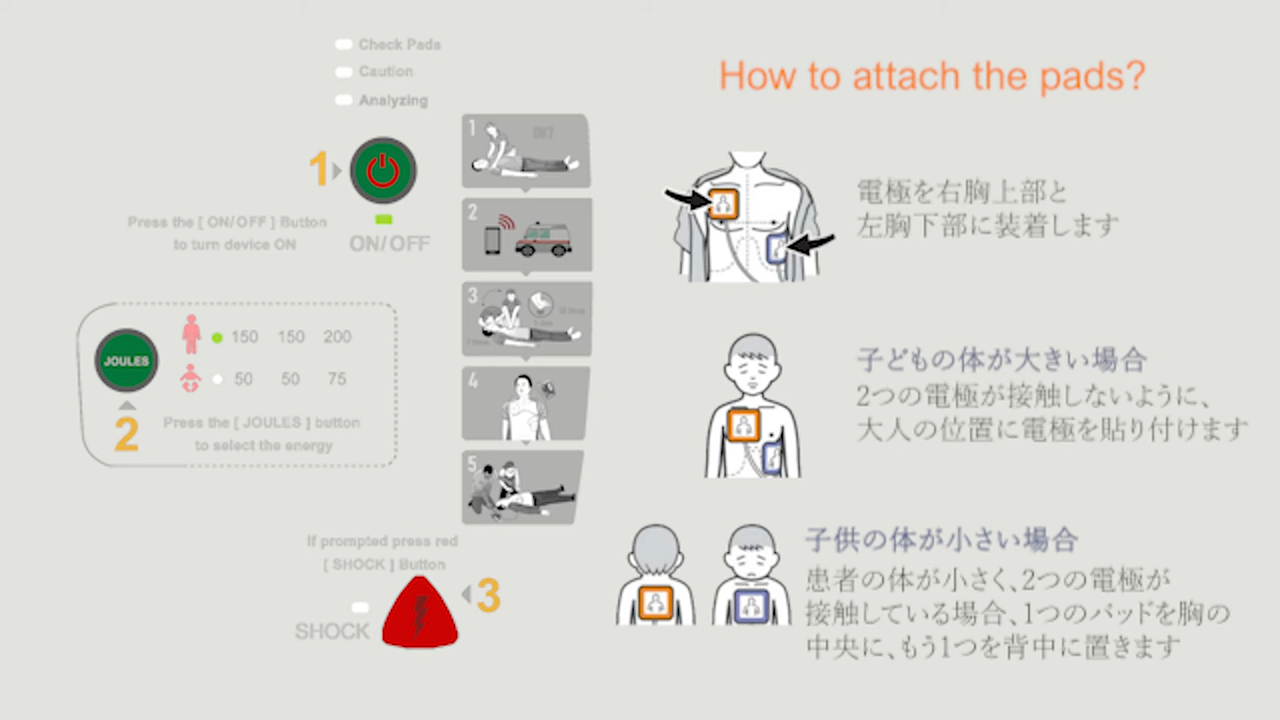 Check Pads
Caution
Analyzing
1
Press the [ ON/OFF ] Button
to turn device ON
ON/OFF
JOULES
150 150 200
50 50 75
2
Press the [ JOULES ] button
to select the energy
If prompted press red
[ SHOCK ] Button
SHOCK
3
1
2
3
4
5
How to attach the pads?
電極を右胸上部と
左胸下部に装着します
子どもの体が大きい場合
2つの電極が接触しないように、
大人の位置に電極を貼り付けます
子供の体が小さい場合
患者の体が小さく、2つの電極が
接触している場合、1つのパッドを胸の
中央に、もう1つを背中に置きます